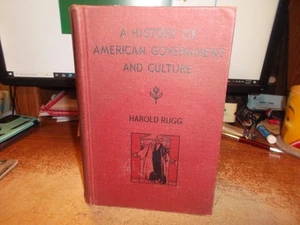 A HISTORY OF
AMERICAN GOVERNMENT
AND CULTURE
HAROLD RUGG